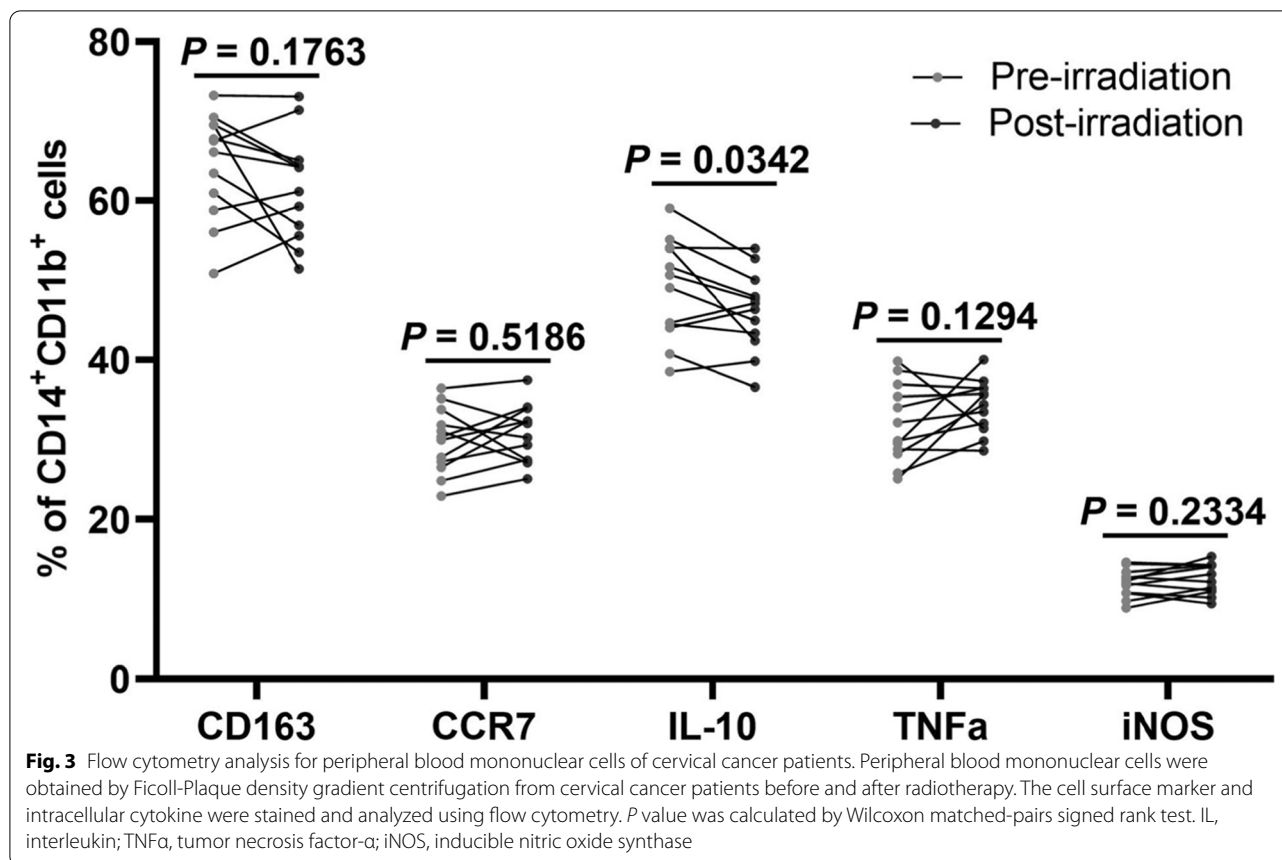 80
60
40
20
0
% of CD14⁺CD11b⁺ cells
P = 0.1763
P = 0.5186
P = 0.0342
P = 0.1294
P = 0.2334
Pre-irradiation
Post-irradiation
CD163 CCR7 IL-10 TNFa iNOS
Fig. 3 Flow cytometry analysis for peripheral blood mononuclear cells of cervical cancer patients. Peripheral blood mononuclear cells were
obtained by Ficoll-Plaque density gradient centrifugation from cervical cancer patients before and after radiotherapy. The cell surface marker and
intracellular cytokine were stained and analyzed using flow cytometry. P value was calculated by Wilcoxon matched-pairs signed rank test. IL,
interleukin; TNFα, tumor necrosis factor-α; iNOS, inducible nitric oxide synthase